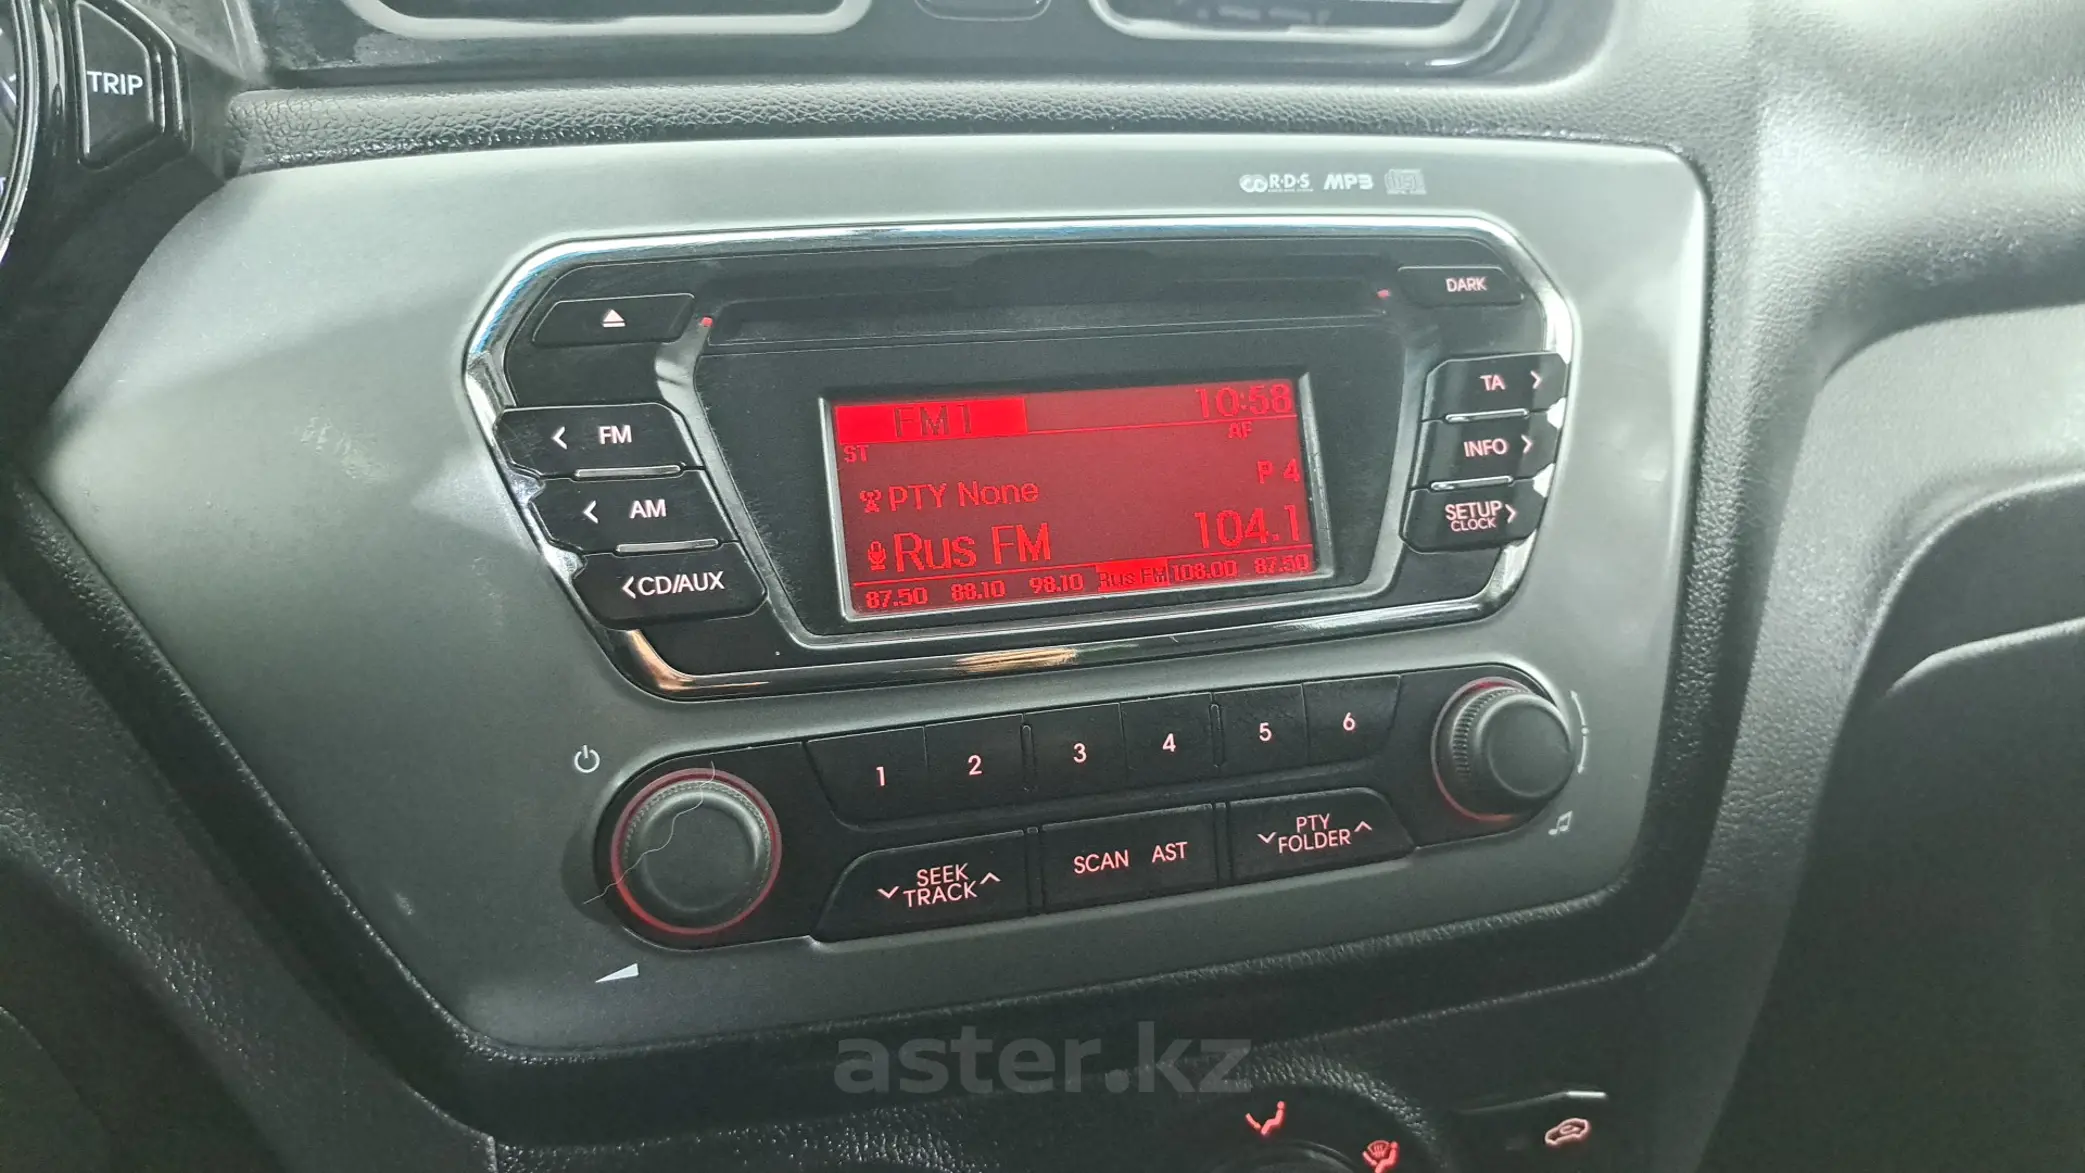 TRIP
R·D·S MP3
DARK
FM
AM
CD/AUX
FM1 10:58
ST AF
PTY None P 4
Rus FM 104.1
87.50 88.10 98.10 Rus FM 108.00 87.50
TA
INFO
SETUP
CLOCK
1 2 3 4 5 6
SEEK
TRACK
SCAN AST
PTY
FOLDER
aster.kz